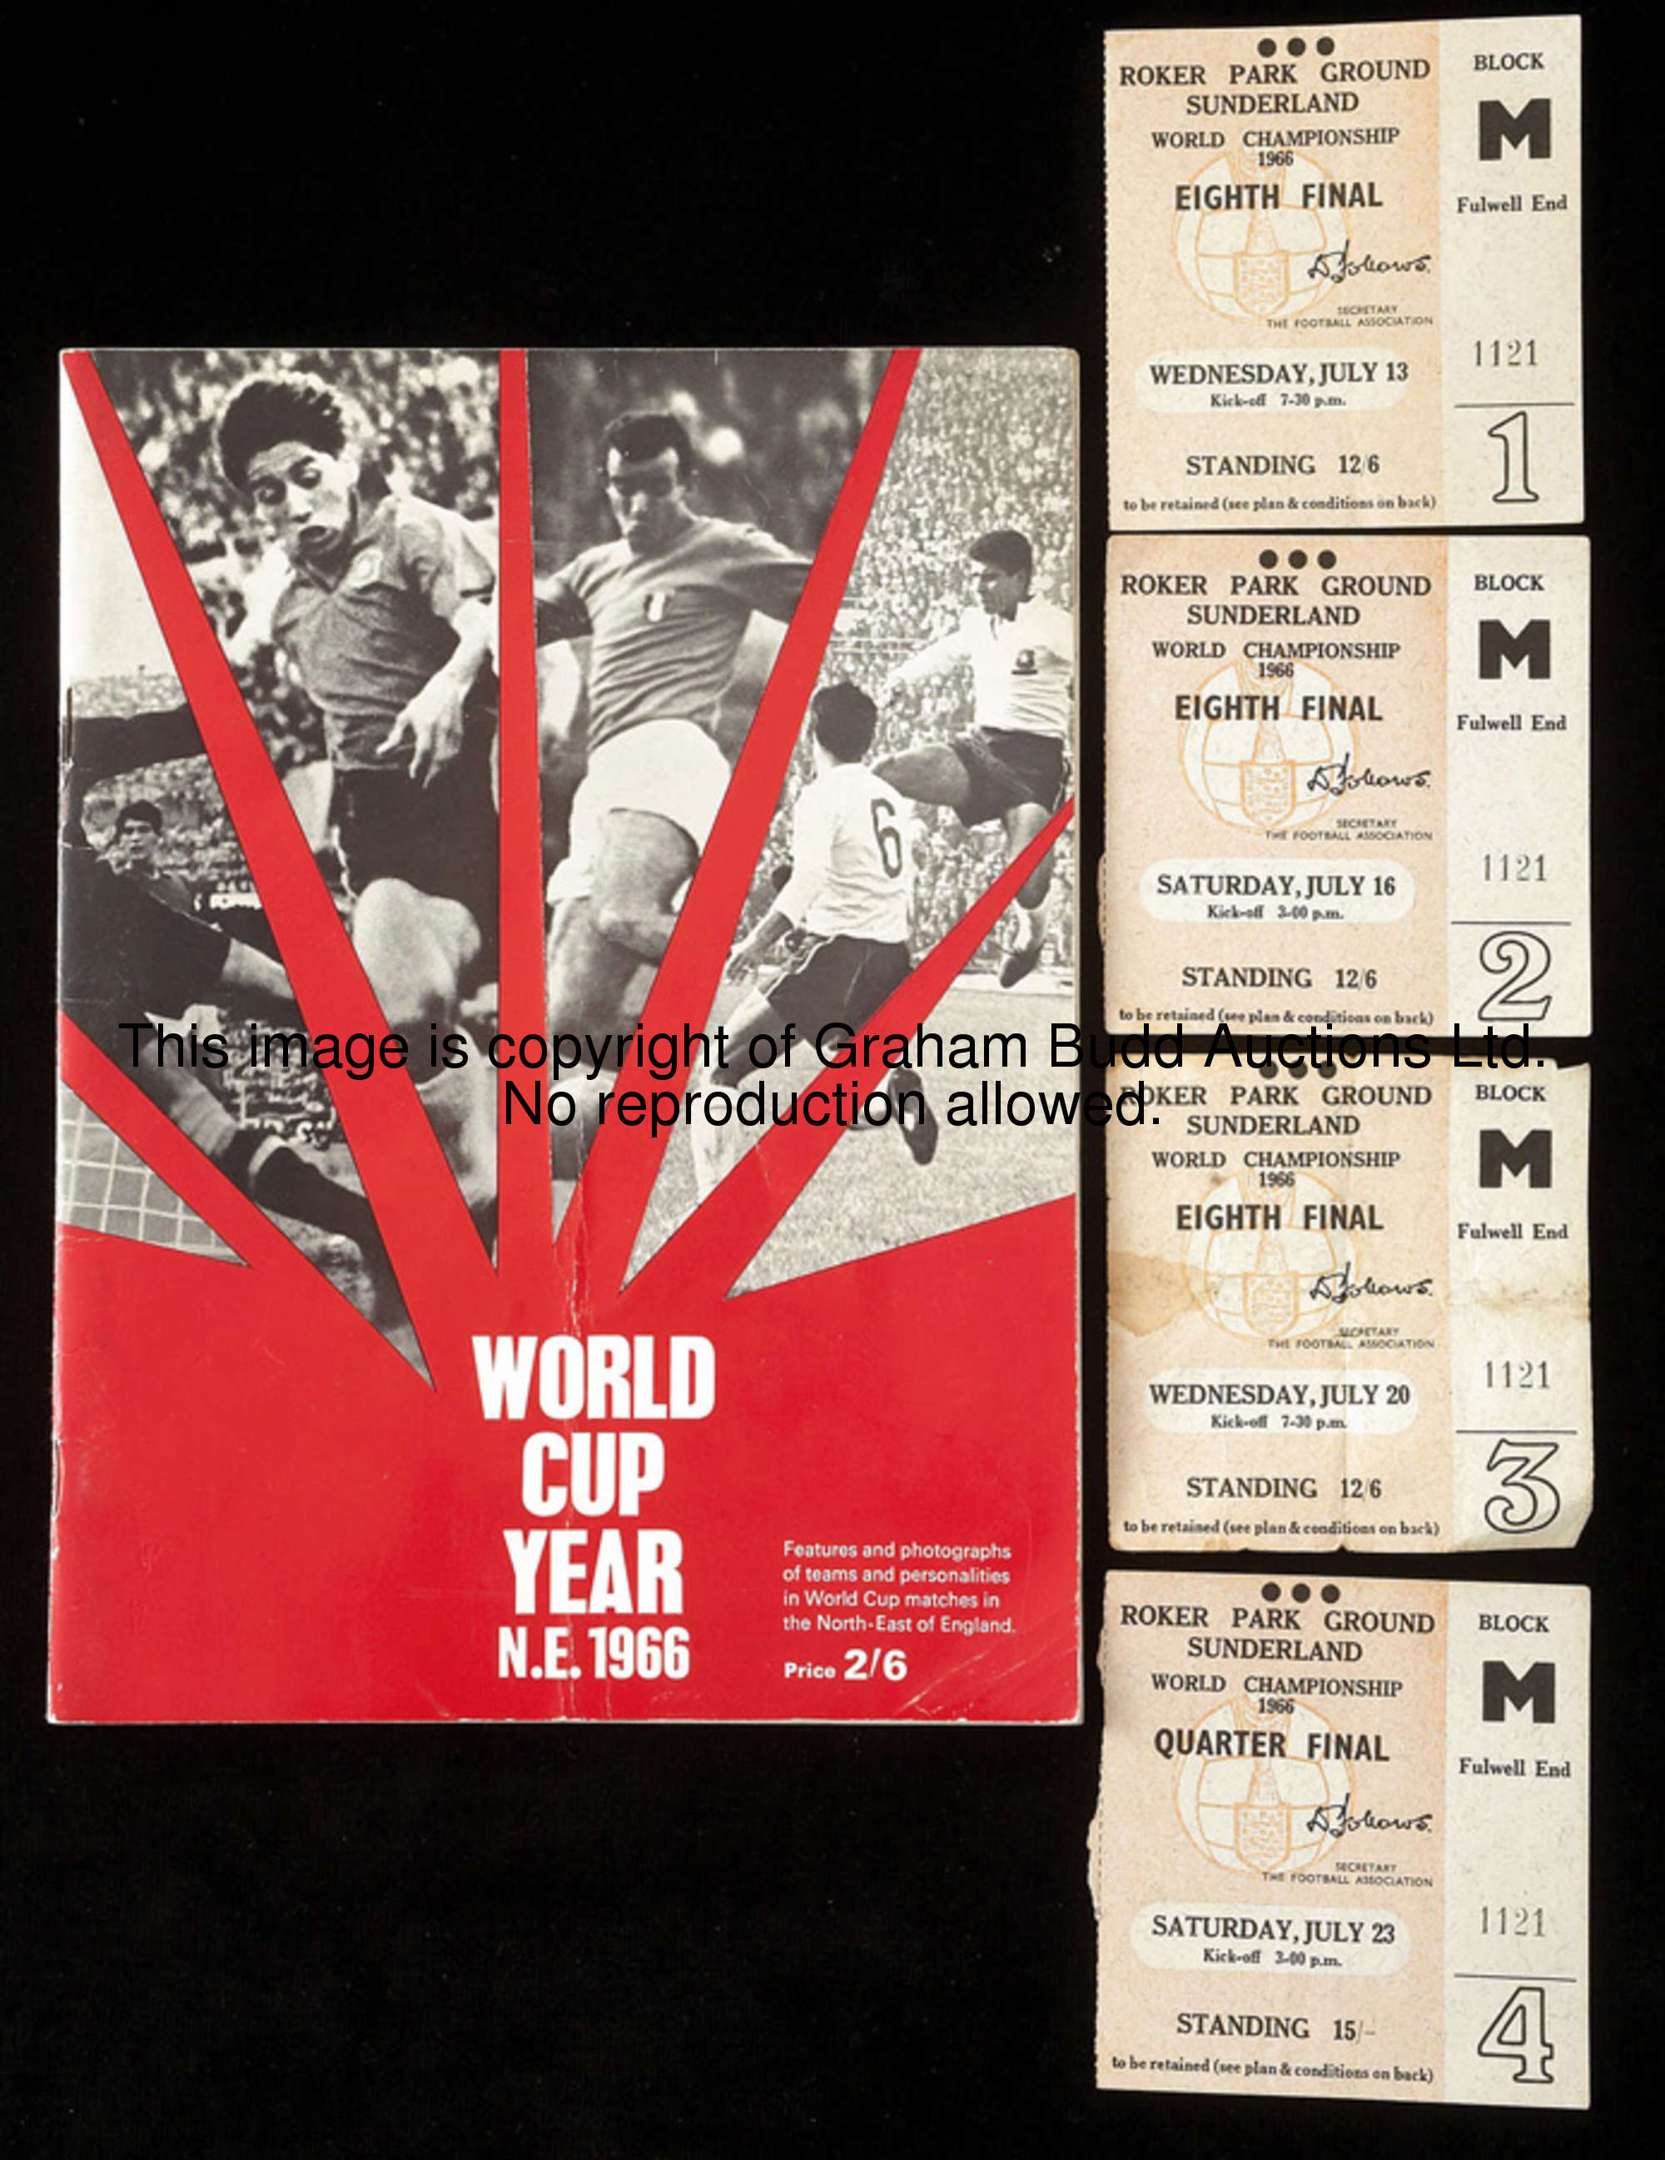 WORLD
CUP
YEAR
N.E. 1966
Features and photographs
of teams and personalities
in World Cup matches in
the North-East of England.
Price 2/6
6
ROKER PARK GROUND
SUNDERLAND
WORLD CHAMPIONSHIP
1966
EIGHTH FINAL
D. Follows.
SECRETARY
THE FOOTBALL ASSOCIATION
WEDNESDAY, JULY 13
Kick-off 7-30 p.m.
STANDING 12/6
to be retained (see plan & conditions on back)
BLOCK
M
Fulwell End
1121
1
ROKER PARK GROUND
SUNDERLAND
WORLD CHAMPIONSHIP
1966
EIGHTH FINAL
D. Follows.
SECRETARY
THE FOOTBALL ASSOCIATION
SATURDAY, JULY 16
Kick-off 3-00 p.m.
STANDING 12/6
to be retained (see plan & conditions on back)
BLOCK
M
Fulwell End
1121
2
This image is copyright of Graham Budd Auctions Ltd.
No reproduction allowed.
ROKER PARK GROUND
SUNDERLAND
WORLD CHAMPIONSHIP
1966
EIGHTH FINAL
D. Follows.
SECRETARY
THE FOOTBALL ASSOCIATION
WEDNESDAY, JULY 20
Kick-off 7-30 p.m.
STANDING 12/6
to be retained (see plan & conditions on back)
BLOCK
M
Fulwell End
1121
3
ROKER PARK GROUND
SUNDERLAND
WORLD CHAMPIONSHIP
1966
QUARTER FINAL
D. Follows.
SECRETARY
THE FOOTBALL ASSOCIATION
SATURDAY, JULY 23
Kick-off 3-00 p.m.
STANDING 15/-
to be retained (see plan & conditions on back)
BLOCK
M
Fulwell End
1121
4